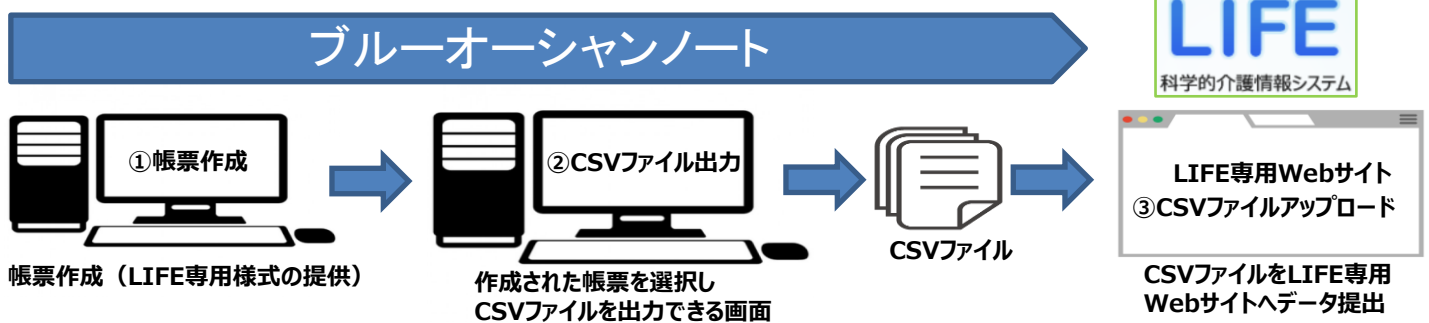 ブルーオーシャンノート
LIFE
科学的介護情報システム
①帳票作成
②CSVファイル出力
LIFE専用Webサイト
③CSVファイルアップロード
CSVファイル
帳票作成（LIFE専用様式の提供）
作成された帳票を選択し
CSVファイルを出力できる画面
CSVファイルをLIFE専用
Webサイトへデータ提出